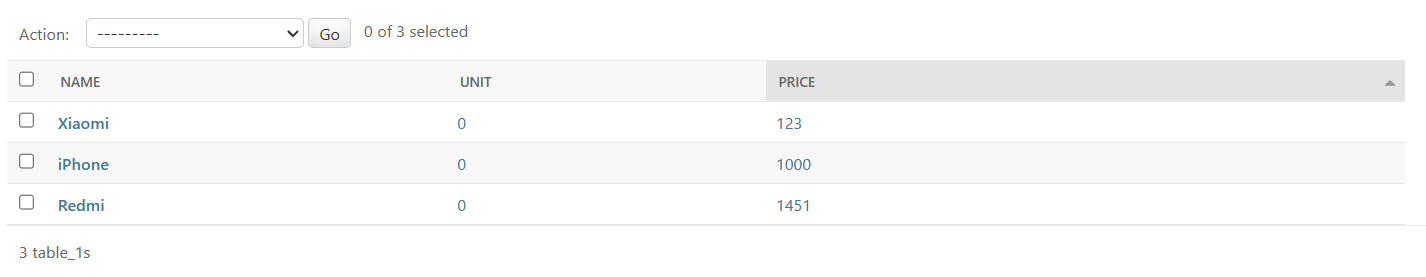 Action: --------- Go 0 of 3 selected
NAME UNIT PRICE
Xiaomi 0 123
iPhone 0 1000
Redmi 0 1451
3 table_1s